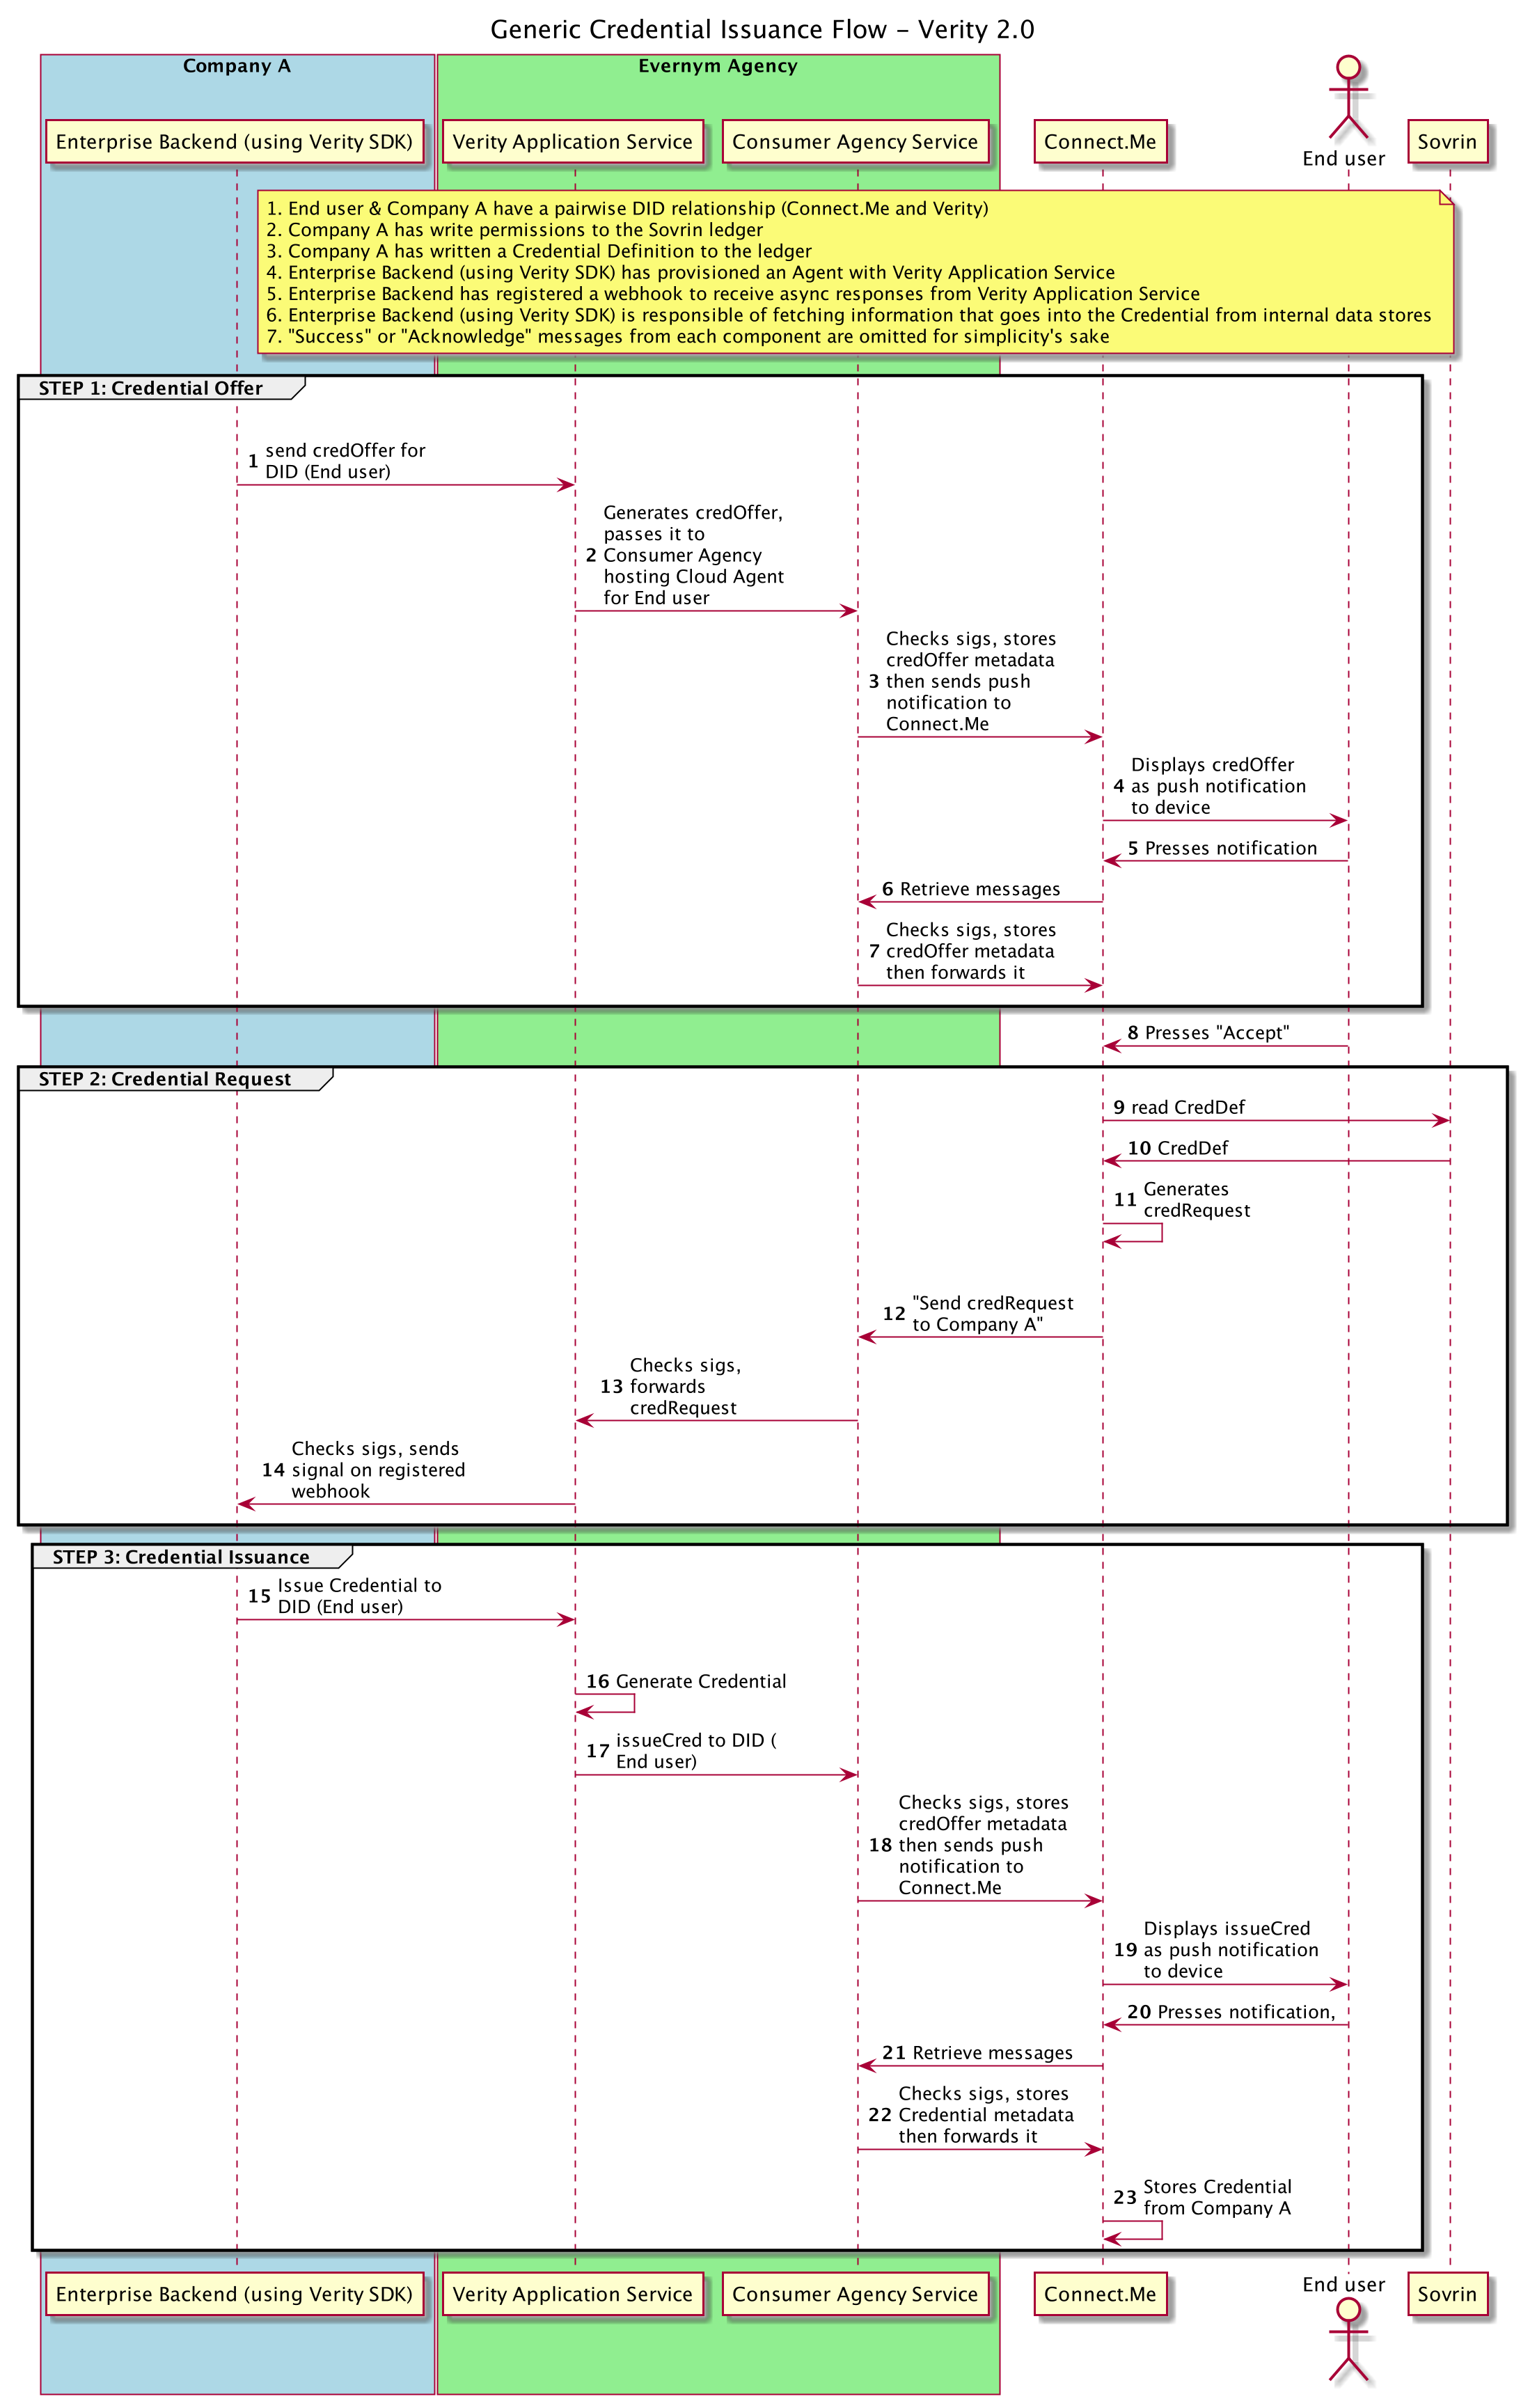 Generic Credential Issuance Flow - Verity 2.0
Company A
Evernym Agency
Enterprise Backend (using Verity SDK)
Verity Application Service
Consumer Agency Service
Connect.Me
End user
Sovrin
1. End user & Company A have a pairwise DID relationship (Connect.Me and Verity)
2. Company A has write permissions to the Sovrin ledger
3. Company A has written a Credential Definition to the ledger
4. Enterprise Backend (using Verity SDK) has provisioned an Agent with Verity Application Service
5. Enterprise Backend has registered a webhook to receive async responses from Verity Application Service
6. Enterprise Backend (using Verity SDK) is responsible of fetching information that goes into the Credential from internal data stores
7. "Success" or "Acknowledge" messages from each component are omitted for simplicity's sake
STEP 1: Credential Offer
1 send credOffer for
DID (End user)
Generates credOffer,
passes it to
2 Consumer Agency
hosting Cloud Agent
for End user
Checks sigs, stores
credOffer metadata
3 then sends push
notification to
Connect.Me
Displays credOffer
4 as push notification
to device
5 Presses notification
6 Retrieve messages
Checks sigs, stores
7 credOffer metadata
then forwards it
8 Presses "Accept"
STEP 2: Credential Request
9 read CredDef
10 CredDef
11 Generates
credRequest
12 "Send credRequest
to Company A"
Checks sigs,
13 forwards
credRequest
Checks sigs, sends
14 signal on registered
webhook
STEP 3: Credential Issuance
15 Issue Credential to
DID (End user)
16 Generate Credential
17 issueCred to DID (
End user)
Checks sigs, stores
credOffer metadata
18 then sends push
notification to
Connect.Me
Displays issueCred
19 as push notification
to device
20 Presses notification,
21 Retrieve messages
Checks sigs, stores
22 Credential metadata
then forwards it
23 Stores Credential
from Company A
Enterprise Backend (using Verity SDK)
Verity Application Service
Consumer Agency Service
Connect.Me
End user
Sovrin